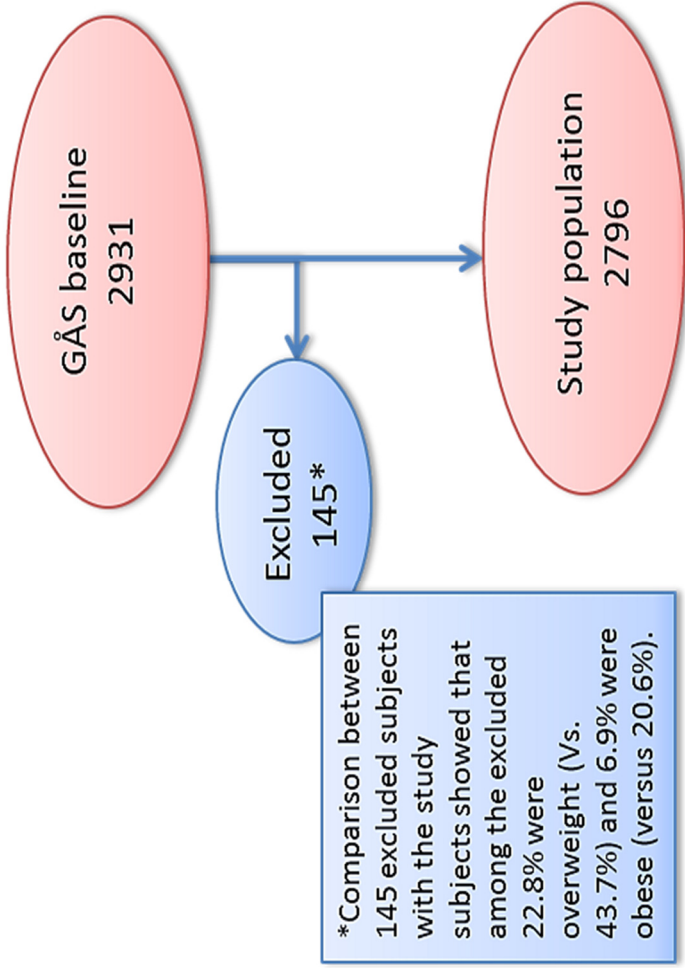 GÅS baseline
2931
Excluded
145*
*Comparison between
145 excluded subjects
with the study
subjects showed that
among the excluded
22.8% were
overweight (Vs.
43.7%) and 6.9% were
obese (versus 20.6%).
Study population
2796